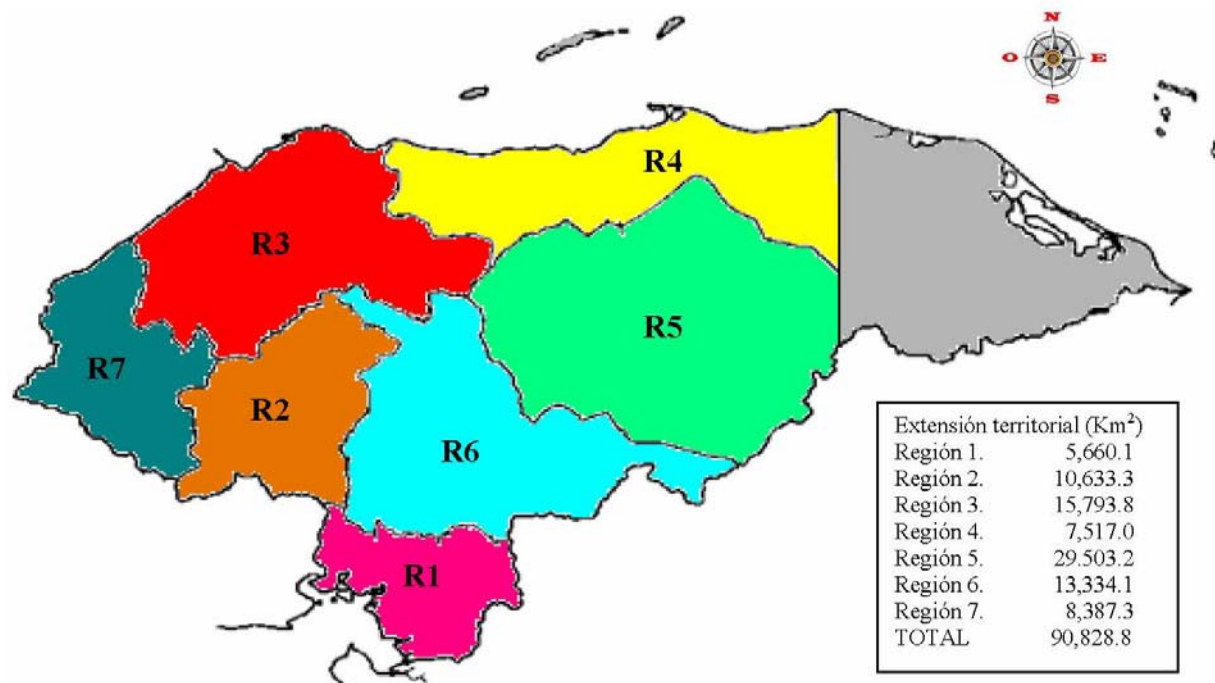 N
O E
S
R4
R3
R5
R7
R2
R6
R1
Extensión territorial (Km²)
Región 1. 5,660.1
Región 2. 10,633.3
Región 3. 15,793.8
Región 4. 7,517.0
Región 5. 29.503.2
Región 6. 13,334.1
Región 7. 8,387.3
TOTAL 90,828.8